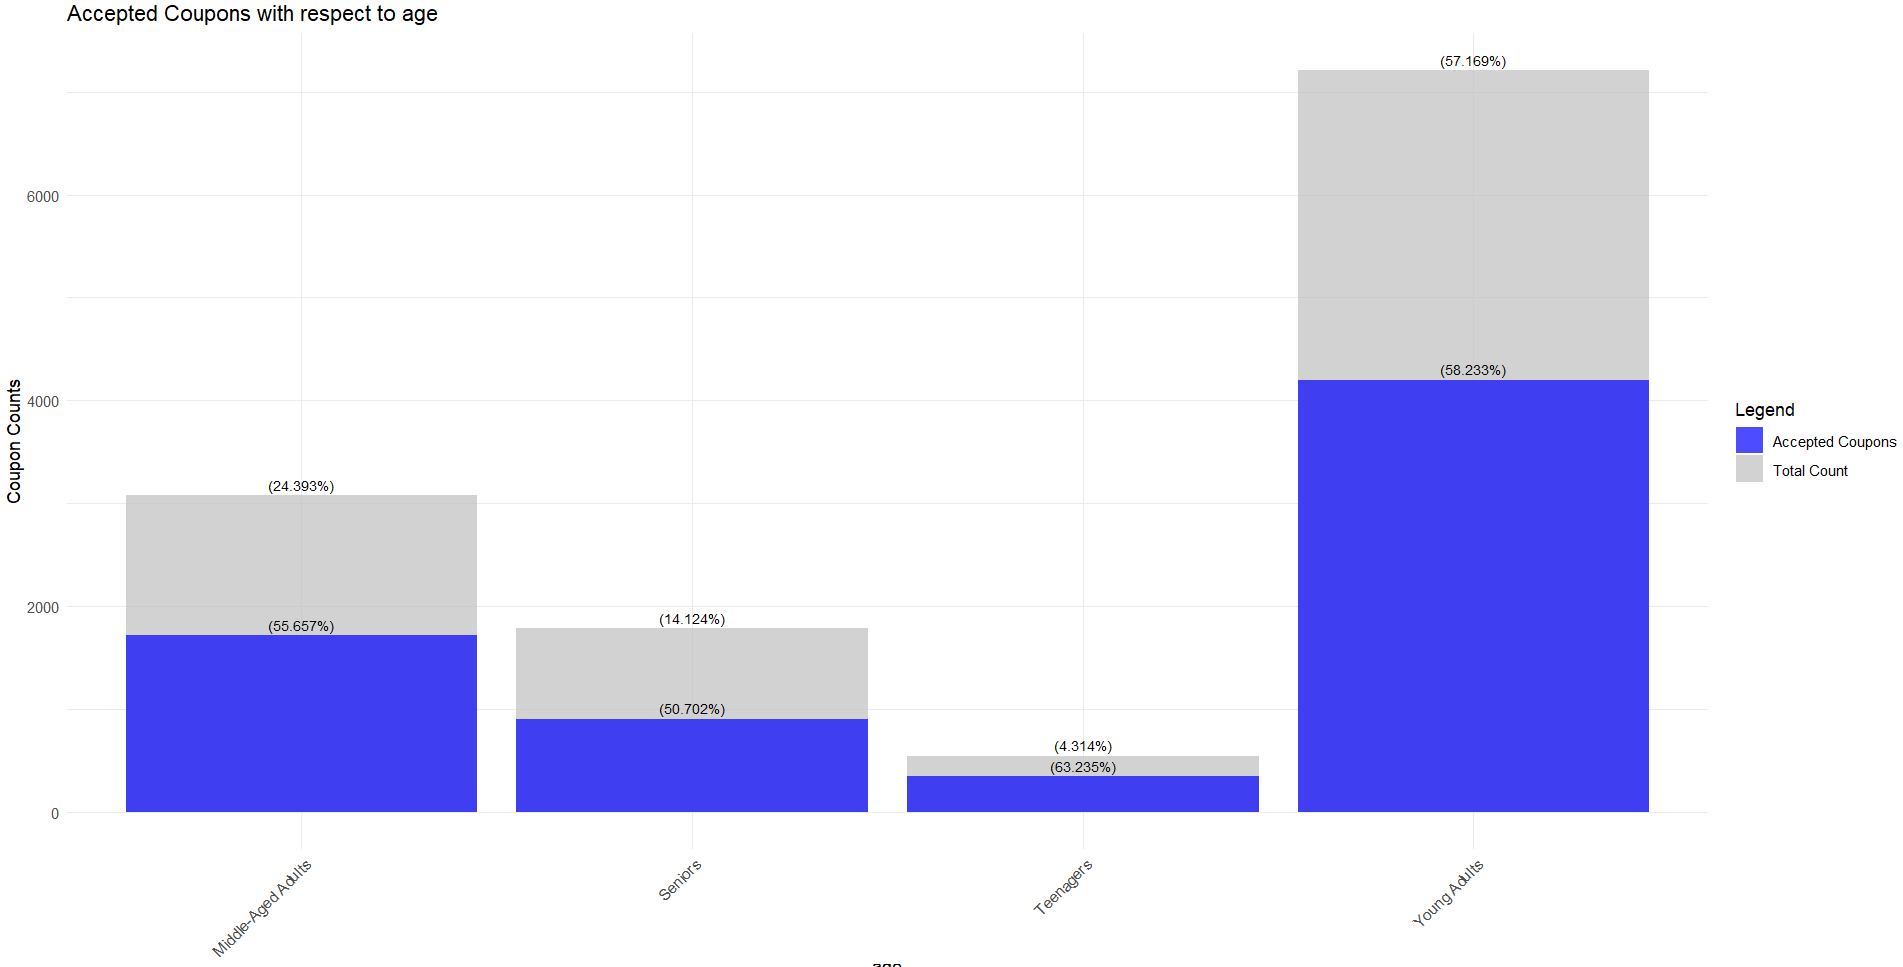 Accepted Coupons with respect to age
(57.169%)
6000
(58.233%)
4000
Coupon Counts
Legend
Accepted Coupons
Total Count
(24.393%)
2000
(55.657%)
(14.124%)
(50.702%)
(4.314%)
(63.235%)
0
Middle-Aged Adults
Seniors
Teenagers
Young Adults
age